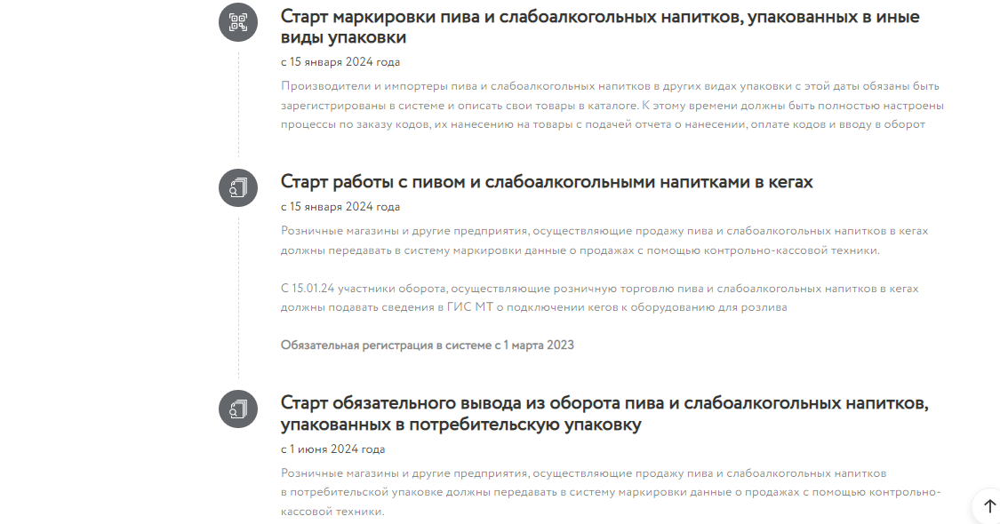 Старт маркировки пива и слабоалкогольных напитков, упакованных в иные
виды упаковки
с 15 января 2024 года
Производители и импортеры пива и слабоалкогольных напитков в других видах упаковки с этой даты обязаны быть
зарегистрированы в системе и описать свои товары в каталоге. К этому времени должны быть полностью настроены
процессы по заказу кодов, их нанесению на товары с подачей отчета о нанесении, оплате кодов и вводу в оборот
Старт работы с пивом и слабоалкогольными напитками в кегах
с 15 января 2024 года
Розничные магазины и другие предприятия, осуществляющие продажу пива и слабоалкогольных напитков в кегах
должны передавать в систему маркировки данные о продажах с помощью контрольно-кассовой техники.
С 15.01.24 участники оборота, осуществляющие розничную торговлю пива и слабоалкогольных напитков в кегах
должны подавать сведения в ГИС МТ о подключении кегов к оборудованию для розлива
Обязательная регистрация в системе с 1 марта 2023
Старт обязательного вывода из оборота пива и слабоалкогольных напитков,
упакованных в потребительскую упаковку
с 1 июня 2024 года
Розничные магазины и другие предприятия, осуществляющие продажу пива и слабоалкогольных напитков
в потребительской упаковке должны передавать в систему маркировки данные о продажах с помощью контрольно-
кассовой техники.